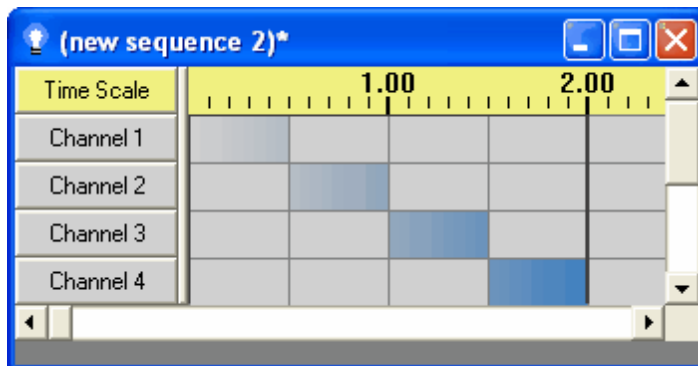 (new sequence 2)*
Time Scale 1.00 2.00
Channel 1
Channel 2
Channel 3
Channel 4